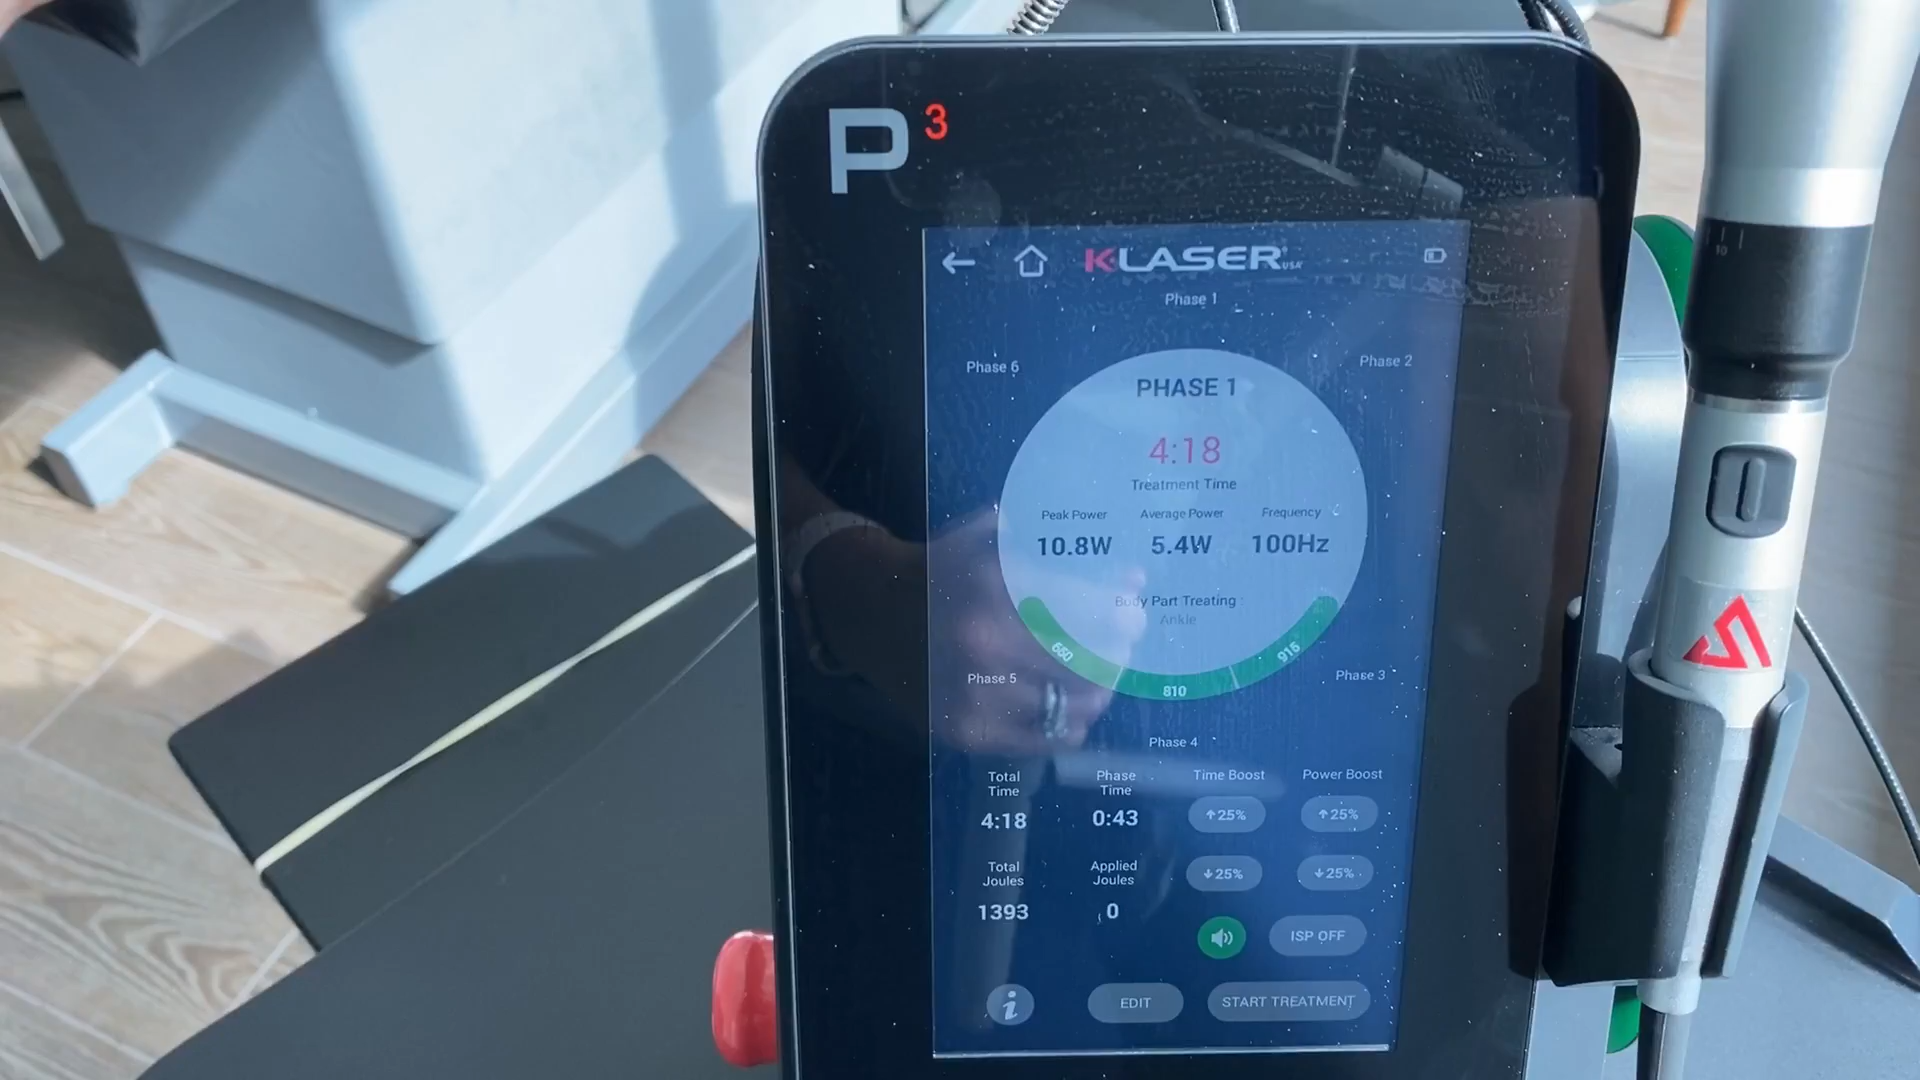 P3
K-LASER USA
Phase 1
Phase 6
Phase 2
PHASE 1
4:18
Treatment Time
Peak Power
Average Power
Frequency
10.8W
5.4W
100Hz
Body Part Treating :
Ankle
660
810
915
Phase 5
Phase 3
Phase 4
Total Time
Phase Time
Time Boost
Power Boost
4:18
0:43
↑25%
↑25%
Total Joules
Applied Joules
↓25%
↓25%
1393
0
ISP OFF
i
EDIT
START TREATMENT